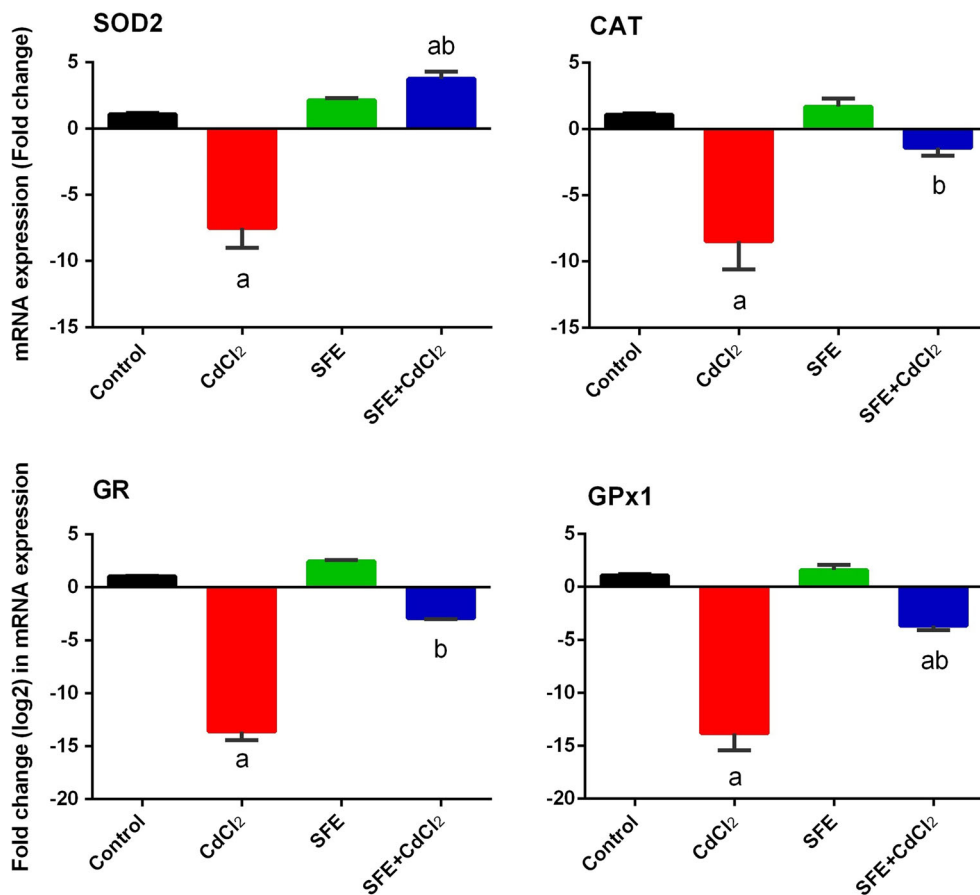 SOD2
CAT
mRNA expression (Fold change)
5
0
-5
-10
-15
ab
a
Control
CdCl₂
SFE
SFE+CdCl₂
5
0
-5
-10
-15
a
b
Control
CdCl₂
SFE
SFE+CdCl₂
GR
GPx1
Fold change (log2) in mRNA expression
5
0
-5
-10
-15
-20
a
b
Control
CdCl₂
SFE
SFE+CdCl₂
5
0
-5
-10
-15
-20
a
ab
Control
CdCl₂
SFE
SFE+CdCl₂